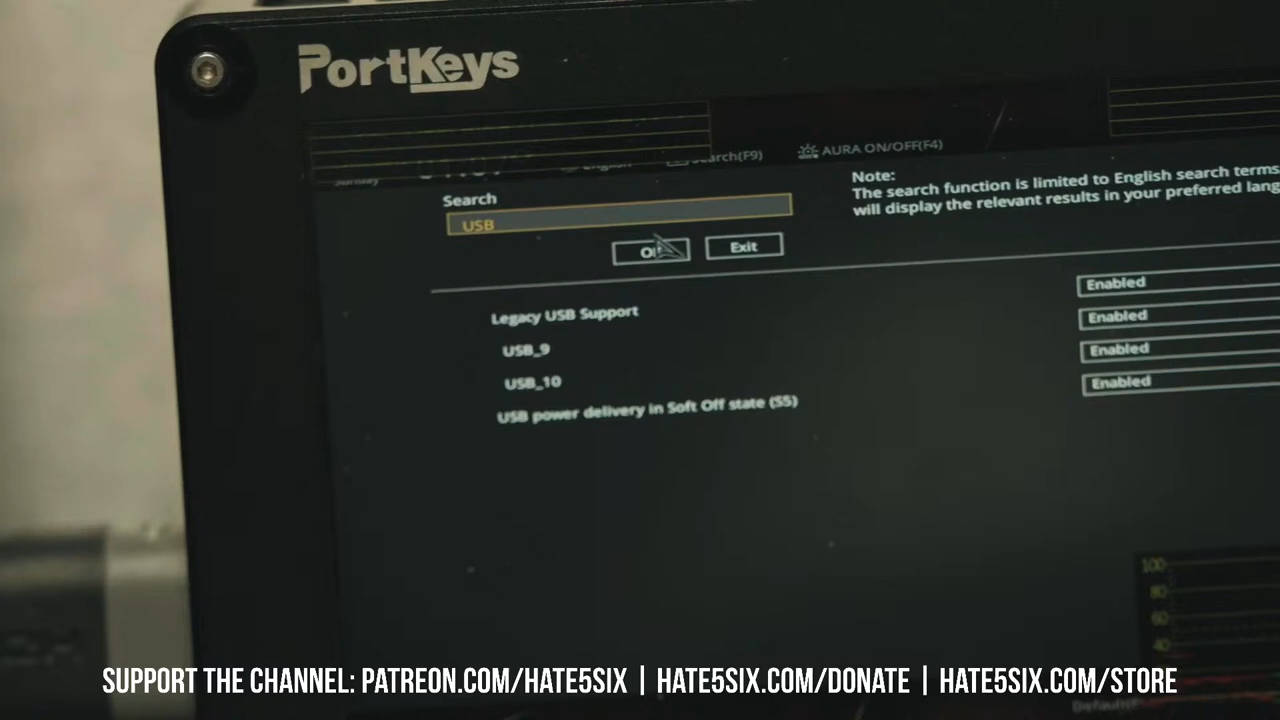 PortKeys
Search(F9)
AURA ON/OFF(F4)
Search
USB
Exit
Note:
The search function is limited to English search terms
will display the relevant results in your preferred
Legacy USB Support
Enabled
USB_9
Enabled
USB_10
Enabled
USB power delivery in Soft Off state (S5)
Enabled
100
80
60
40
SUPPORT THE CHANNEL: PATREON.COM/HATE5SIX | HATE5SIX.COM/DONATE | HATE5SIX.COM/STORE